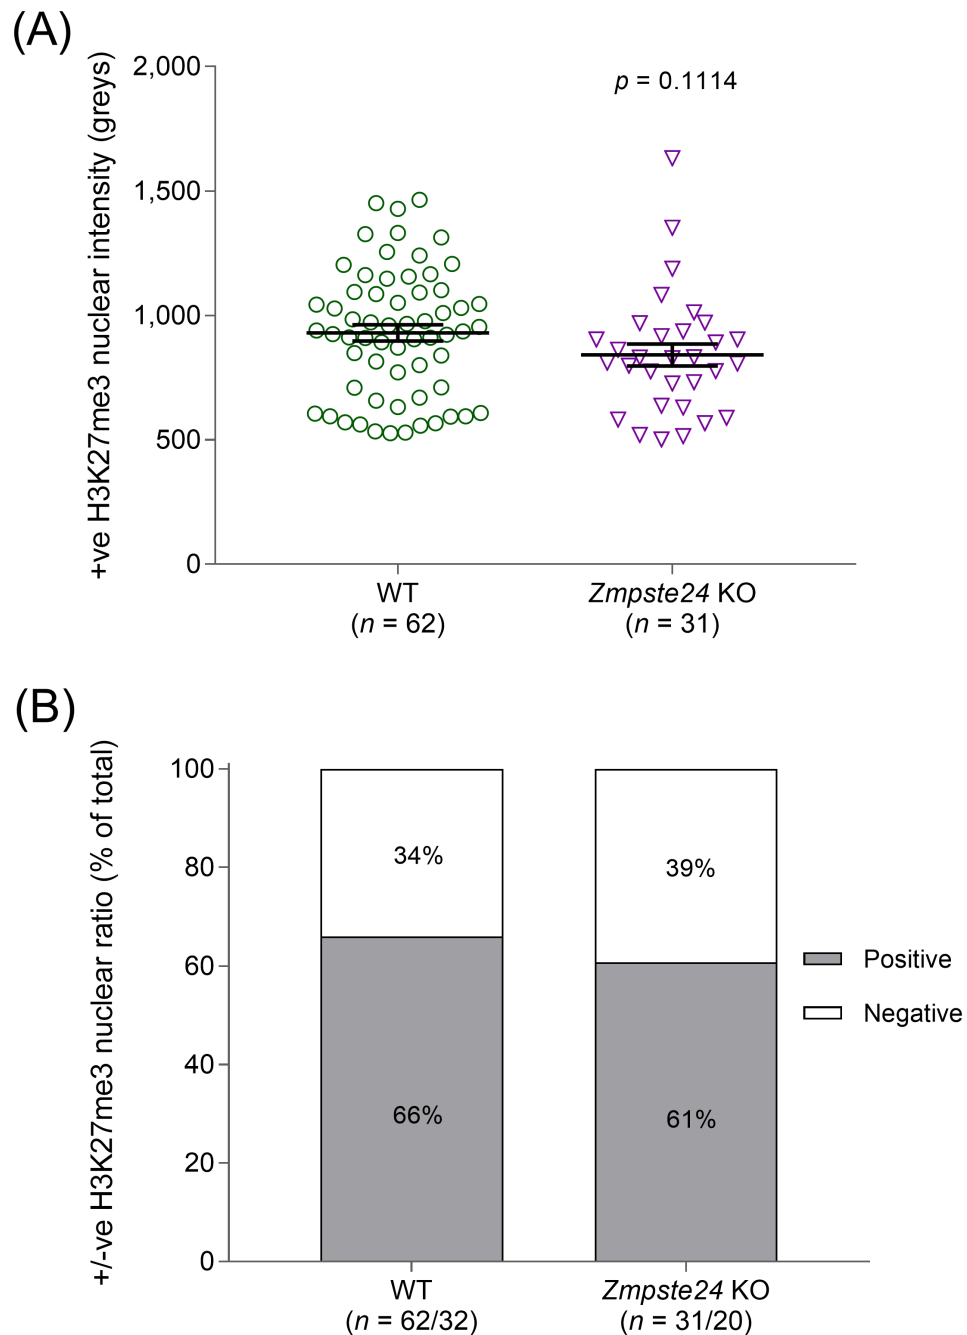 (A)
+ve H3K27me3 nuclear intensity (greys)
2,000
1,500
1,000
500
0
p = 0.1114
WT
(n = 62)
Zmpste24 KO
(n = 31)
(B)
+/-ve H3K27me3 nuclear ratio (% of total)
100
80
60
40
20
0
34%
39%
66%
61%
Positive
Negative
WT
(n = 62/32)
Zmpste24 KO
(n = 31/20)